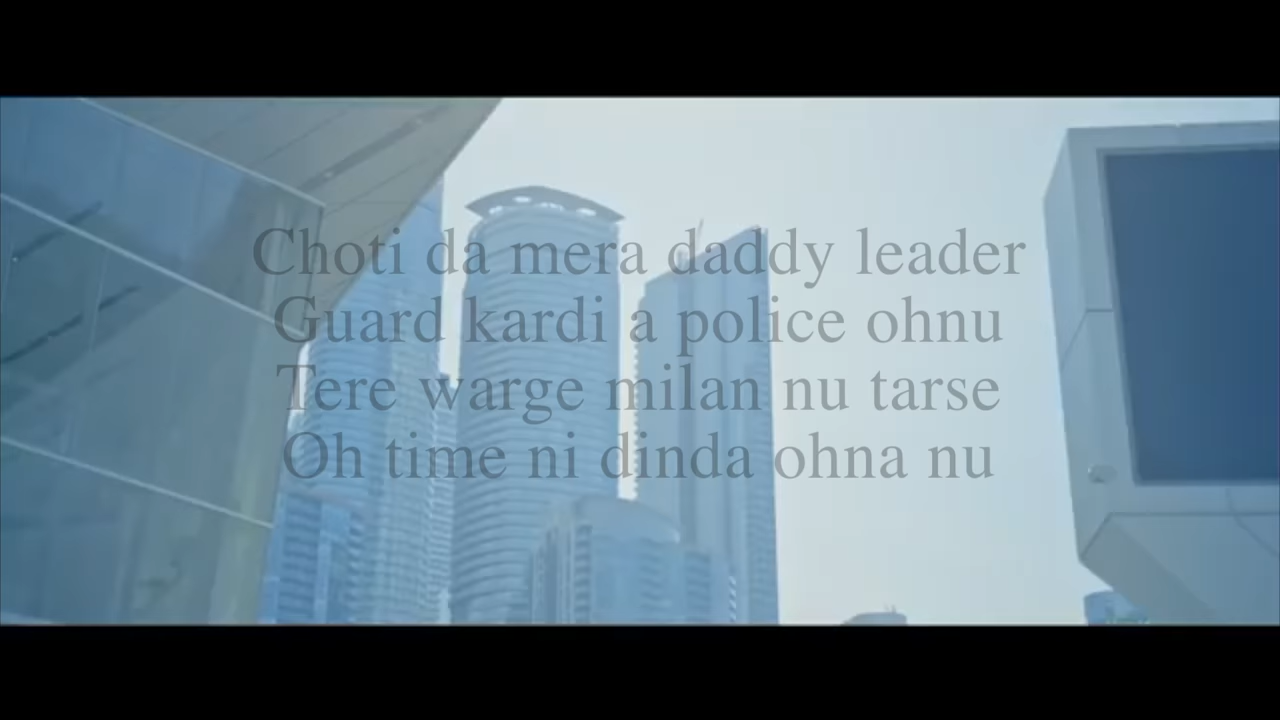 Choti da mera daddy leader
Guard kardi a police ohnu
Tere warge milan nu tarse
Oh time ni dinda ohna nu